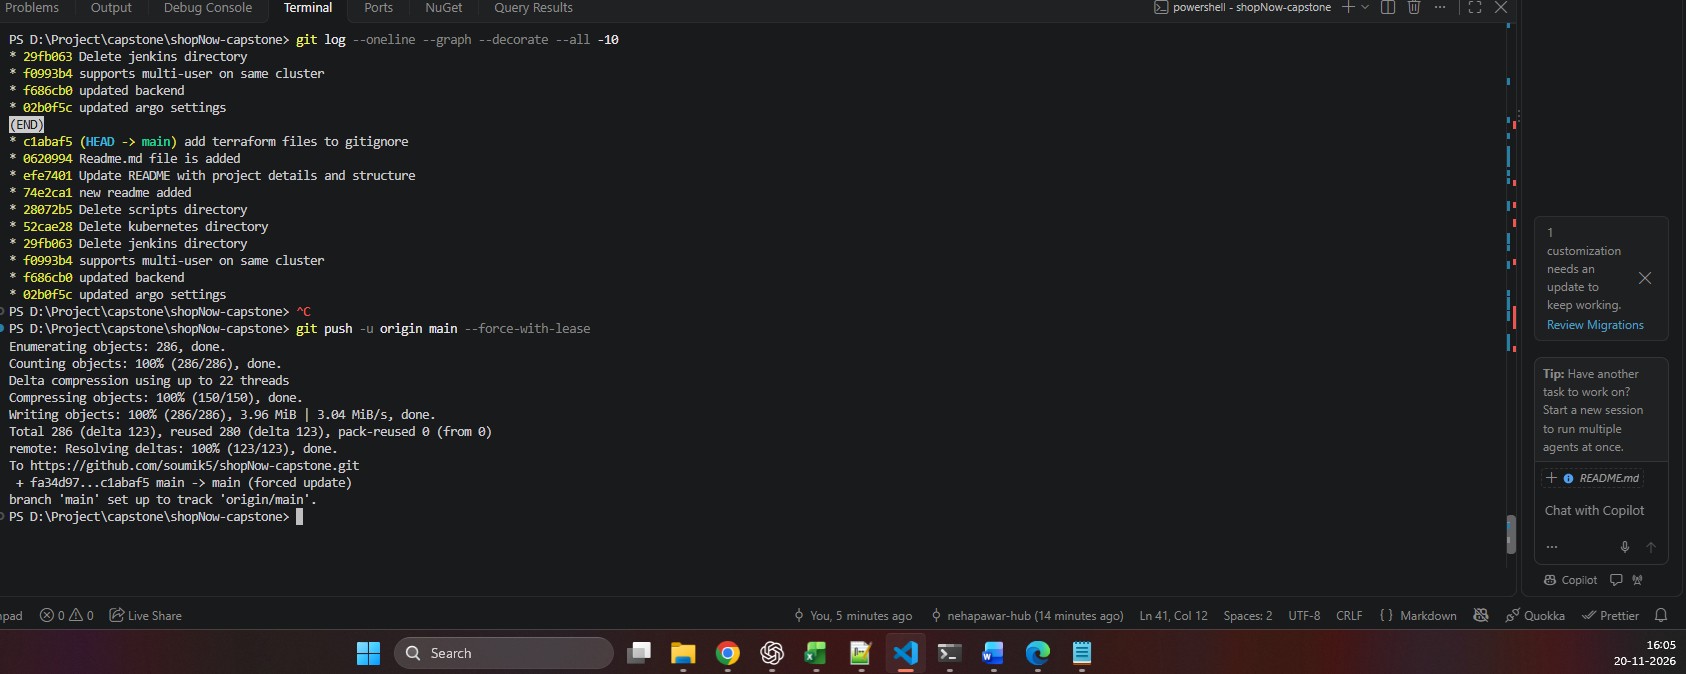 Problems Output Debug Console Terminal Ports NuGet Query Results powershell - shopNow-capstone
PS D:\Project\capstone\shopNow-capstone> git log --oneline --graph --decorate --all -10
* 29fb063 Delete jenkins directory
* f0993b4 supports multi-user on same cluster
* f686cb0 updated backend
* 02b0f5c updated argo settings
(END)
* c1abaf5 (HEAD -> main) add terraform files to gitignore
* 0620994 Readme.md file is added
* efe7401 Update README with project details and structure
* 74e2ca1 new readme added
* 28072b5 Delete scripts directory
* 52cae28 Delete kubernetes directory
* 29fb063 Delete jenkins directory
* f0993b4 supports multi-user on same cluster
* f686cb0 updated backend
* 02b0f5c updated argo settings
PS D:\Project\capstone\shopNow-capstone> ^C
PS D:\Project\capstone\shopNow-capstone> git push -u origin main --force-with-lease
Enumerating objects: 286, done.
Counting objects: 100% (286/286), done.
Delta compression using up to 22 threads
Compressing objects: 100% (150/150), done.
Writing objects: 100% (286/286), 3.96 MiB | 3.04 MiB/s, done.
Total 286 (delta 123), reused 280 (delta 123), pack-reused 0 (from 0)
remote: Resolving deltas: 100% (123/123), done.
To https://github.com/soumik5/shopNow-capstone.git
 + fa34d97...c1abaf5 main -> main (forced update)
branch 'main' set up to track 'origin/main'.
PS D:\Project\capstone\shopNow-capstone>
1
customization
needs an
update to
keep working.
Review Migrations
Tip: Have another
task to work on?
Start a new session
to run multiple
agents at once.
README.md
Chat with Copilot
Copilot
npad 0 0 Live Share You, 5 minutes ago nehapawar-hub (14 minutes ago) Ln 41, Col 12 Spaces: 2 UTF-8 CRLF { } Markdown Quokka Prettier
Search
16:05
20-11-2026